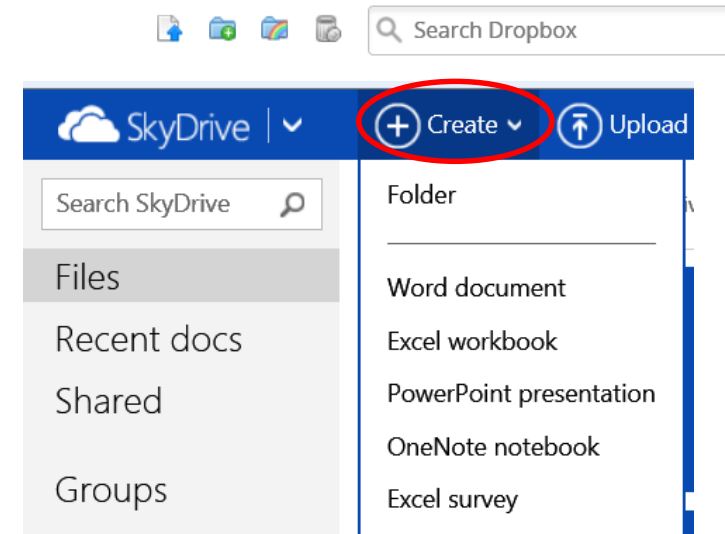 Search Dropbox
SkyDrive
Create
Upload
Search SkyDrive
Files
Recent docs
Shared
Groups
Folder
Word document
Excel workbook
PowerPoint presentation
OneNote notebook
Excel survey